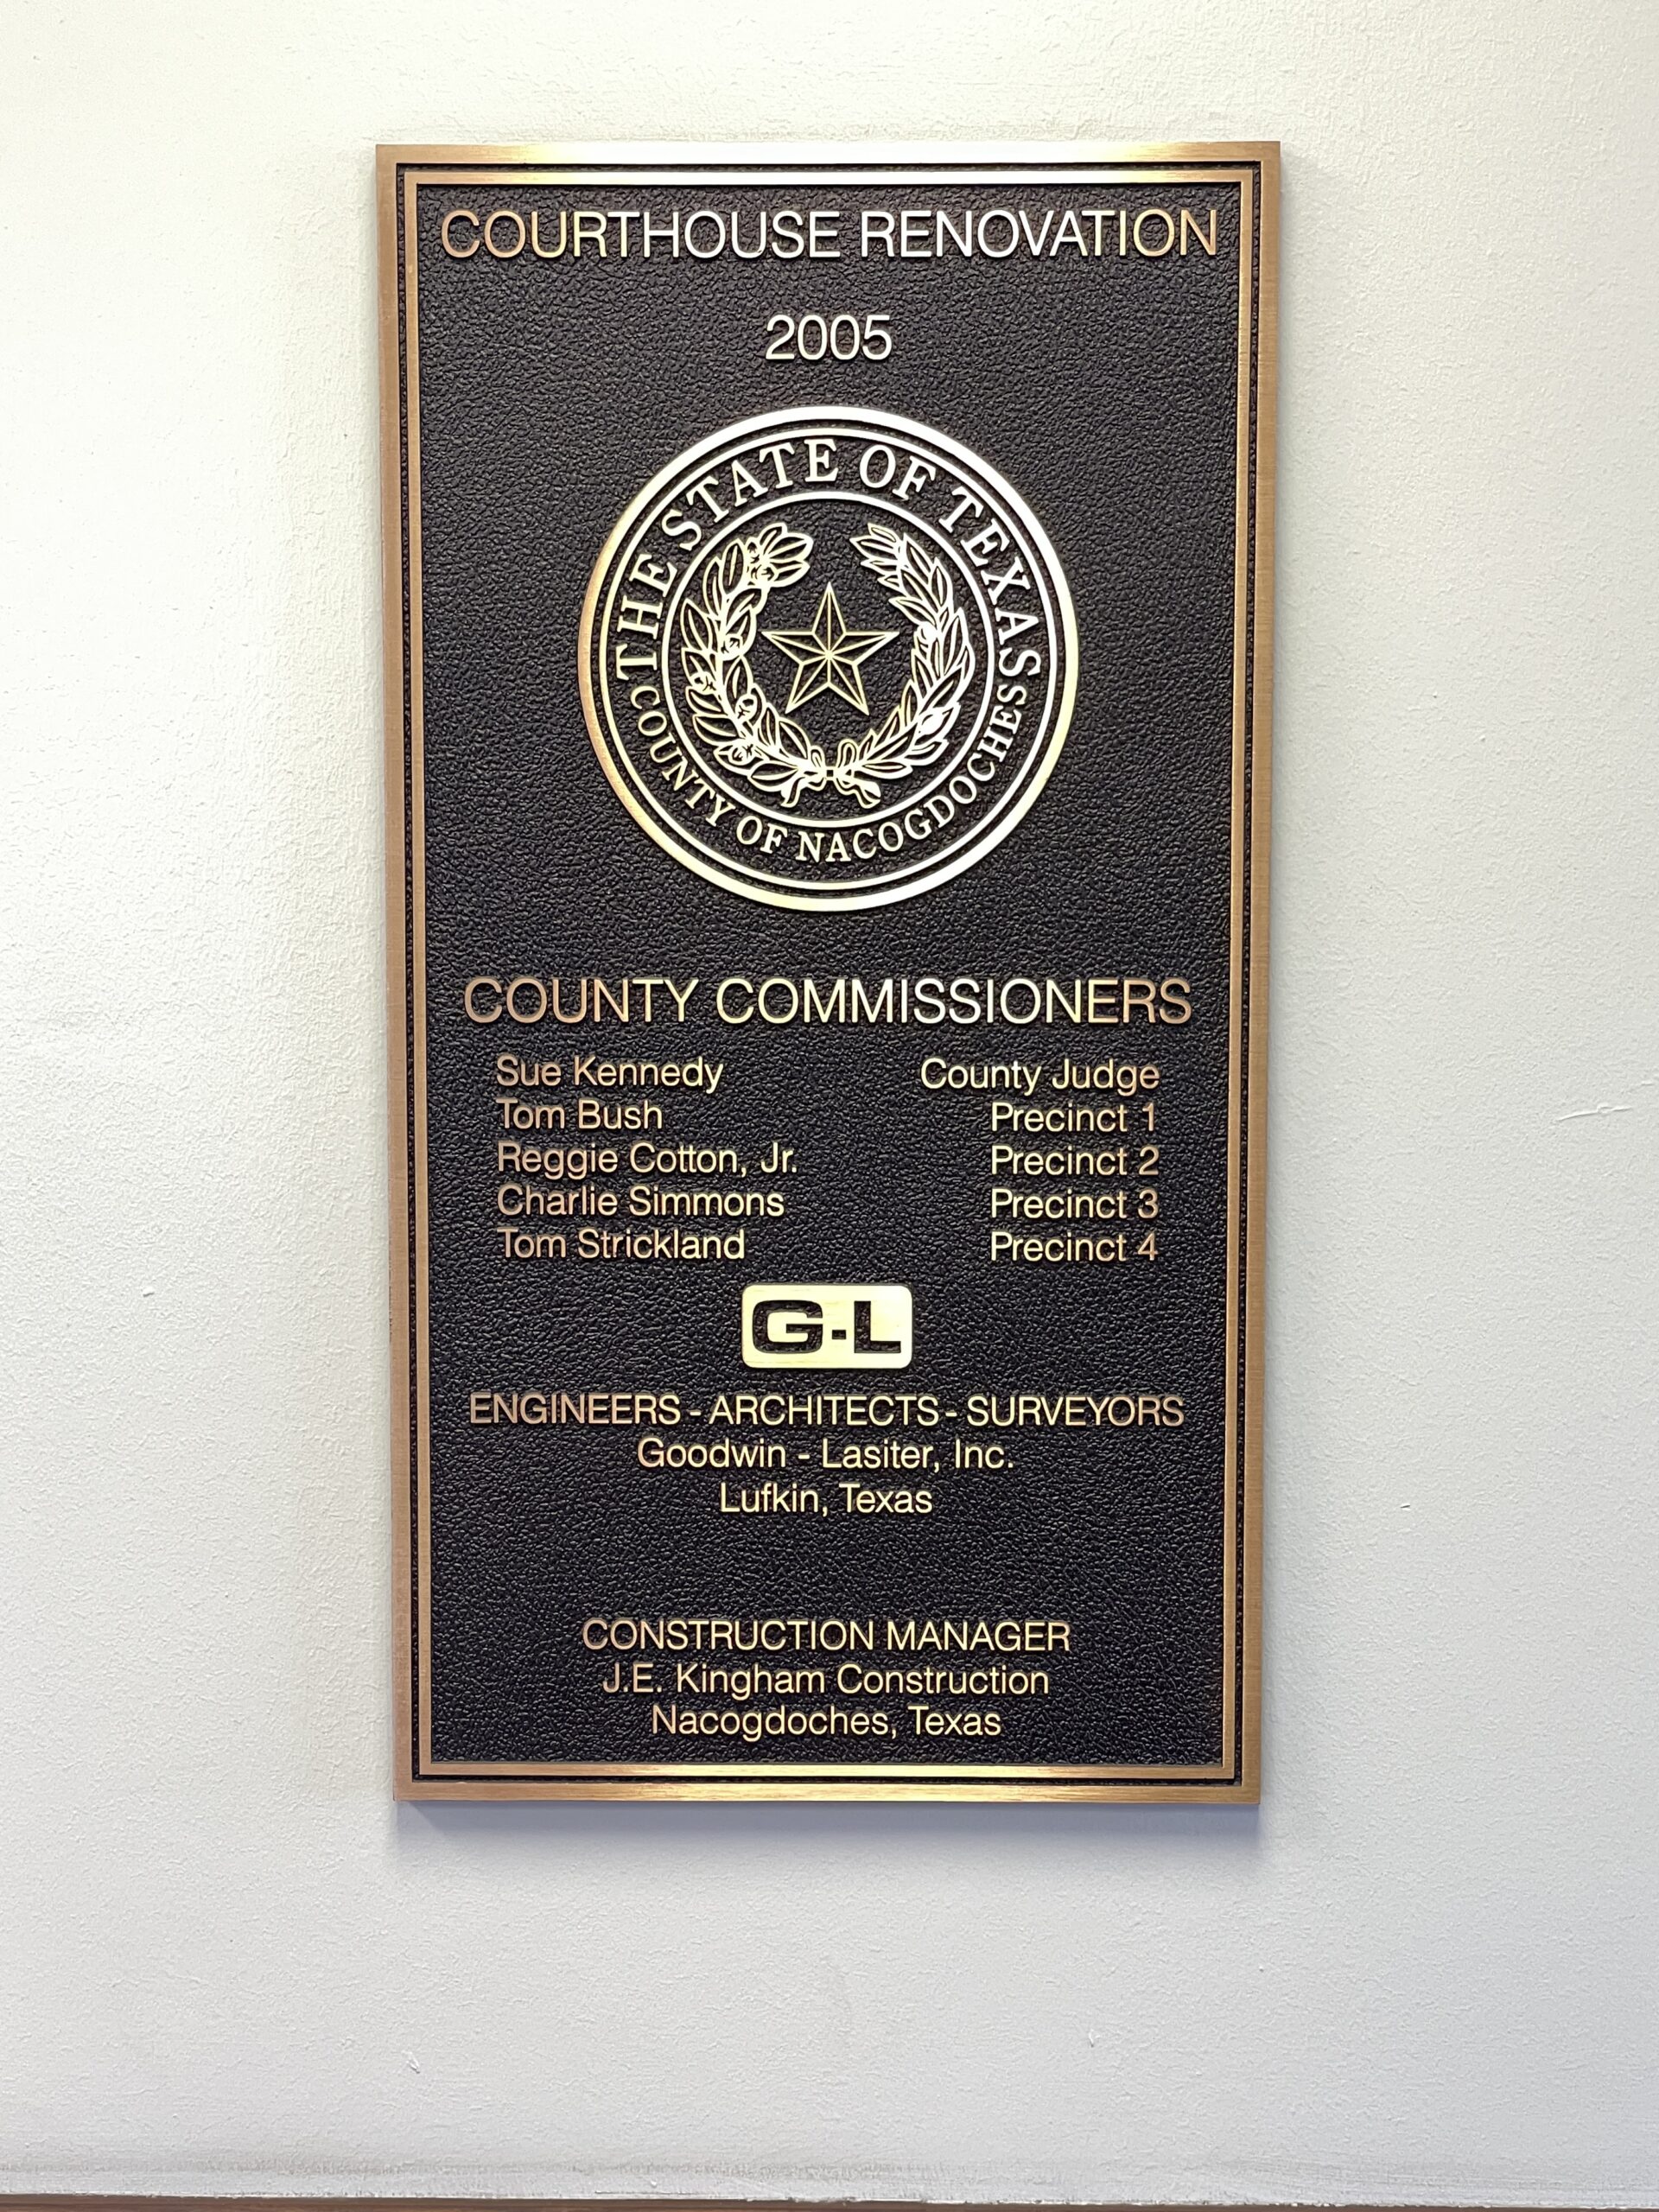 COURTHOUSE RENOVATION
2005
THE STATE OF TEXAS
COUNTY OF NACOGDOCHES
COUNTY COMMISSIONERS
Sue Kennedy County Judge
Tom Bush Precinct 1
Reggie Cotton, Jr. Precinct 2
Charlie Simmons Precinct 3
Tom Strickland Precinct 4
G-L
ENGINEERS - ARCHITECTS - SURVEYORS
Goodwin - Lasiter, Inc.
Lufkin, Texas
CONSTRUCTION MANAGER
J.E. Kingham Construction
Nacogdoches, Texas